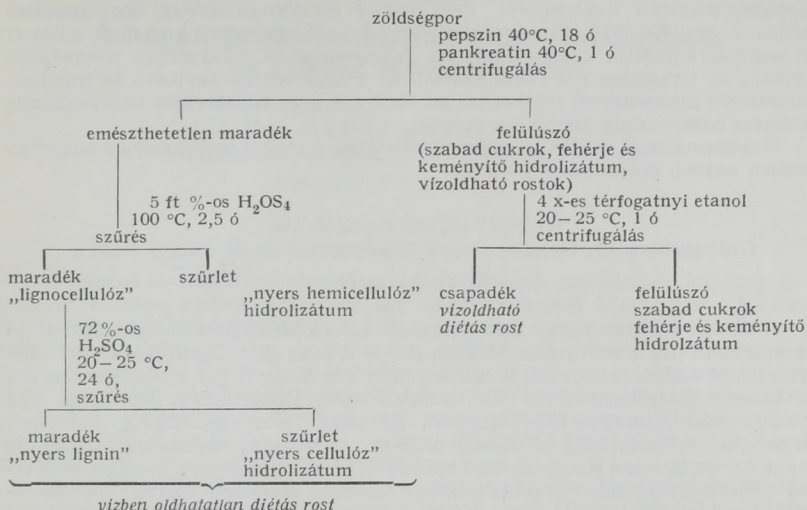 zöldségpor
pepszin 40°C, 18 ó
pankreatin 40°C, 1 ó
centrifugálás
emészthetetlen maradék
felülúszó
(szabad cukrok, fehérje és
keményítő hidrolizátum,
vízoldható rostok)
5 ft %-os H₂OS₄
100 °C, 2,5 ó
szűrés
4 x-es térfogatnyi etanol
20–25 °C, 1 ó
centrifugálás
maradék
„lignocellulóz”
szűrlet
„nyers hemicellulóz”
hidrolizátum
csapadék
vizoldható
diétás rost
felülúszó
szabad cukrok
fehérje és keményítő
hidrolzátum
72 %-os
H₂SO₄
20–25 °C,
24 ó,
szűrés
maradék
„nyers lignin”
szűrlet
„nyers cellulóz”
hidrolizátum
vizben oldhatatlan diétás rost